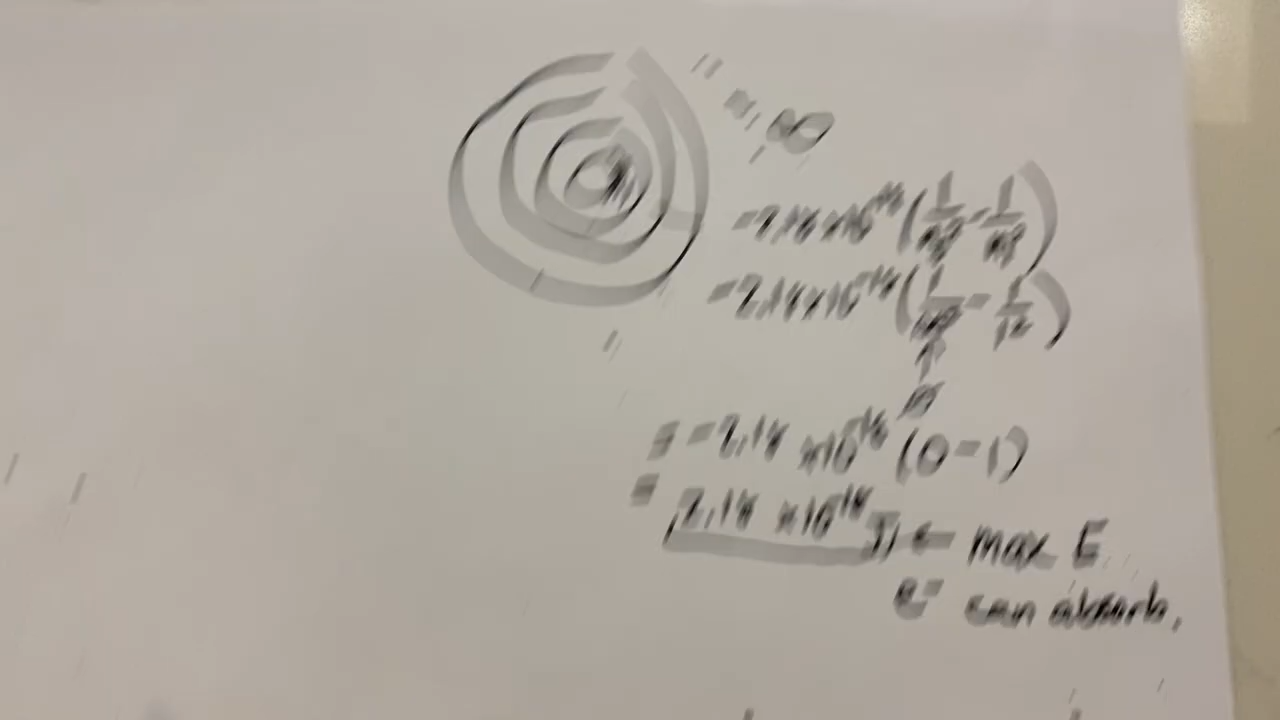 ∞
-2.18 × 10⁻¹⁸ (1/n² - 1/n²)
-2.18 × 10⁻¹⁸ (1/∞² - 1/1²)
↑
= -2.18 × 10⁻¹⁸ (0 - 1)
= 2.18 × 10⁻¹⁸ J ← max E
e⁻ can absorb.